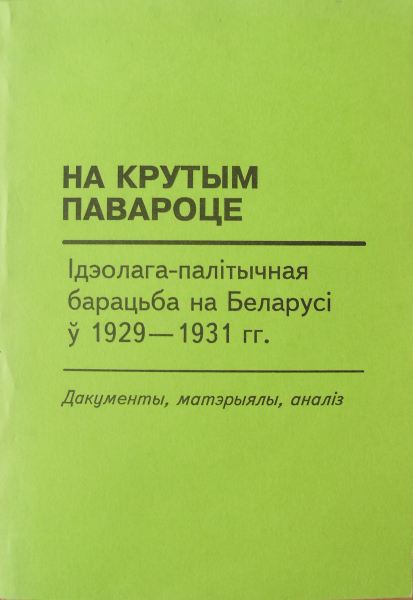 НА КРУТЫМ
ПАВАРОЦЕ
Ідэолага-палітычная
барацьба на Беларусі
ў 1929—1931 гг.
Дакументы, матэрыялы, аналіз